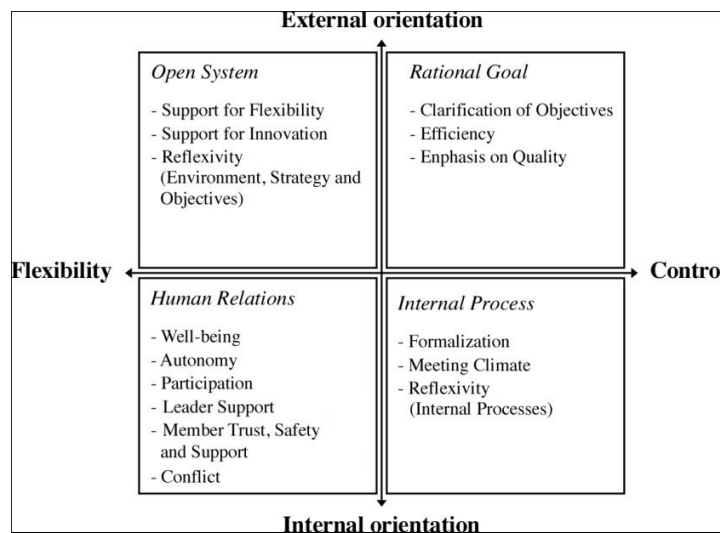 External orientation
Open System
- Support for Flexibility
- Support for Innovation
- Reflexivity
(Environment, Strategy and
Objectives)
Rational Goal
- Clarification of Objectives
- Efficiency
- Enphasis on Quality
Flexibility
Contro
Human Relations
- Well-being
- Autonomy
- Participation
- Leader Support
- Member Trust, Safety
and Support
- Conflict
Internal Process
- Formalization
- Meeting Climate
- Reflexivity
(Internal Processes)
Internal orientation